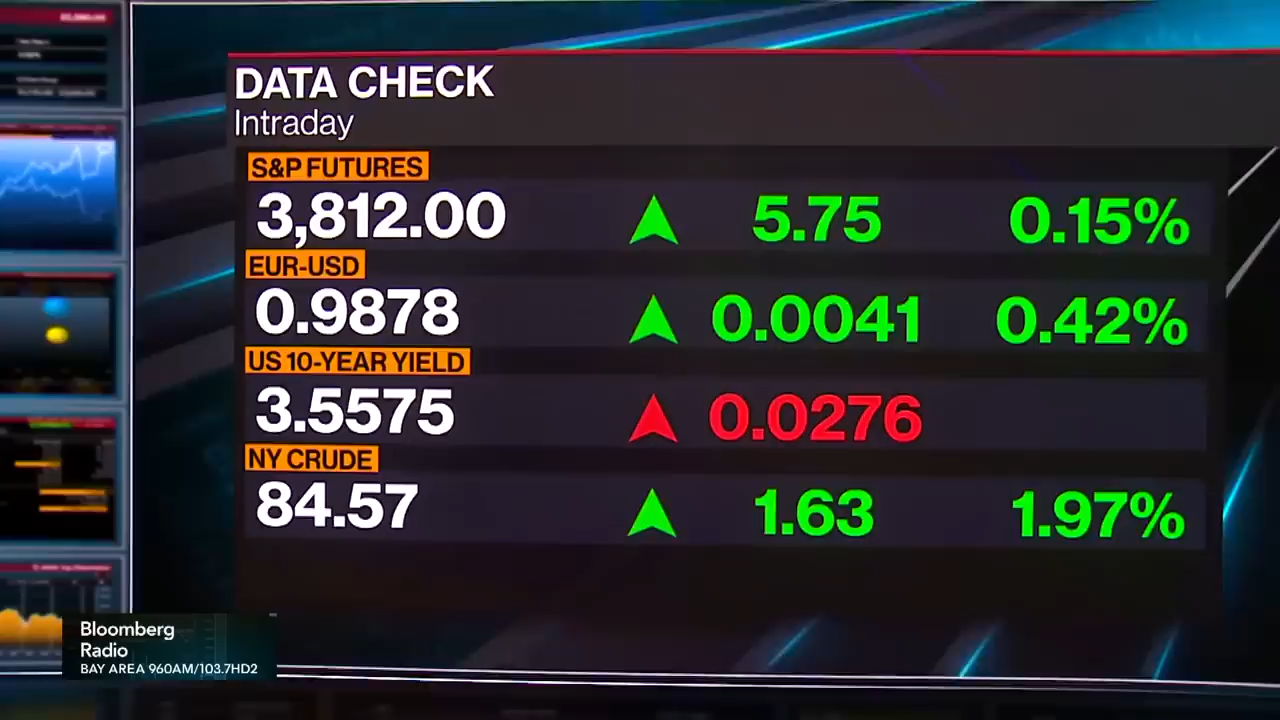 DATA CHECK
Intraday
S&P FUTURES
3,812.00 ▲ 5.75 0.15%
EUR-USD
0.9878 ▲ 0.0041 0.42%
US 10-YEAR YIELD
3.5575 ▲ 0.0276
NY CRUDE
84.57 ▲ 1.63 1.97%
Bloomberg
Radio
BAY AREA 960AM/103.7HD2